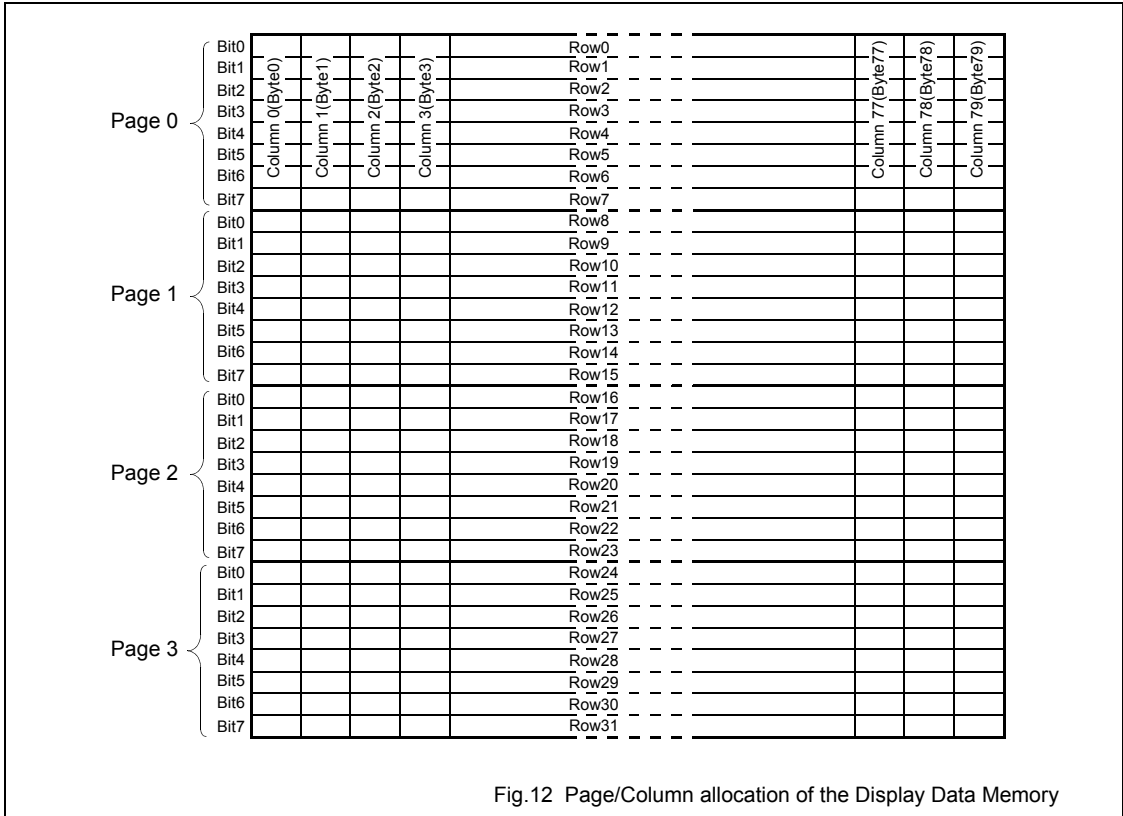 Bit0 Row0
Bit1 Row1
Bit2 Row2
Page 0 Bit3 Row3
Bit4 Row4
Bit5 Row5
Bit6 Row6
Bit7 Row7
Column 0(Byte0)
Column 1(Byte1)
Column 2(Byte2)
Column 3(Byte3)
Column 77(Byte77)
Column 78(Byte78)
Column 79(Byte79)
Bit0 Row8
Bit1 Row9
Bit2 Row10
Page 1 Bit3 Row11
Bit4 Row12
Bit5 Row13
Bit6 Row14
Bit7 Row15
Bit0 Row16
Bit1 Row17
Bit2 Row18
Page 2 Bit3 Row19
Bit4 Row20
Bit5 Row21
Bit6 Row22
Bit7 Row23
Bit0 Row24
Bit1 Row25
Bit2 Row26
Page 3 Bit3 Row27
Bit4 Row28
Bit5 Row29
Bit6 Row30
Bit7 Row31
Fig.12 Page/Column allocation of the Display Data Memory